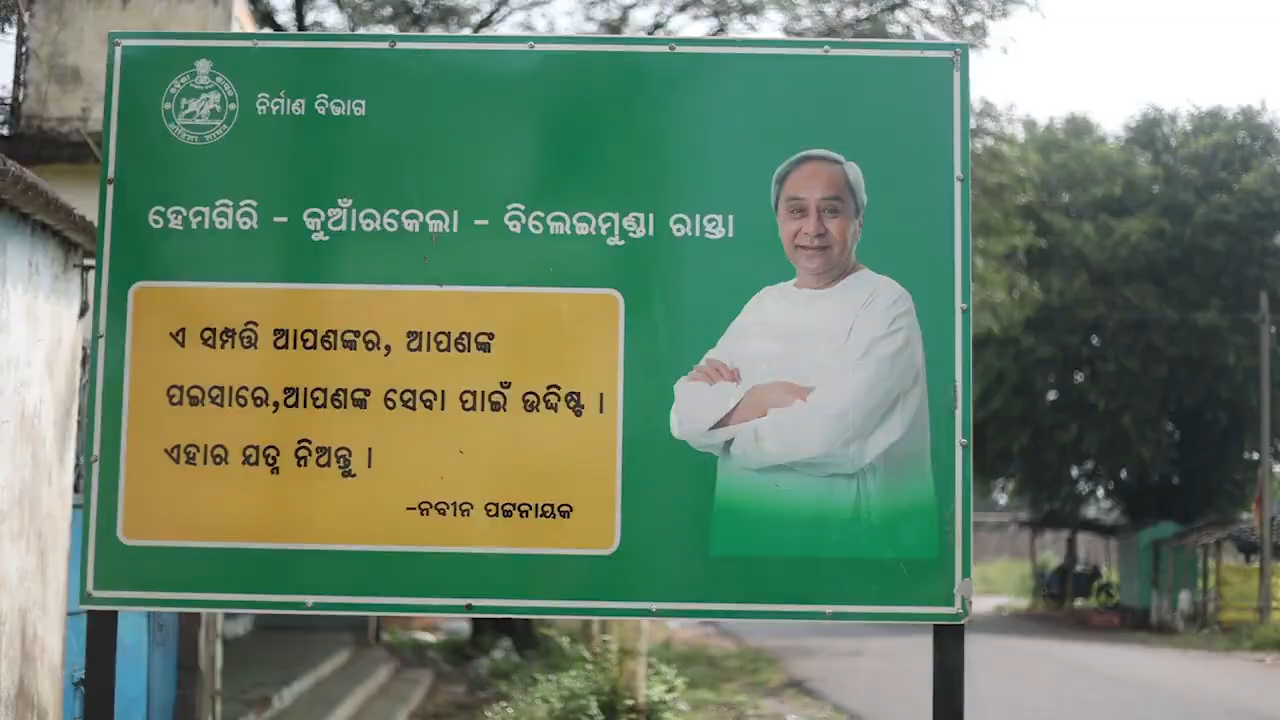 ନିର୍ମାଣ ବିଭାଗ
ହେମଗିରି – କୁଆଁରକେଲା – ବିଲେଇମୁଣ୍ଡା ରାସ୍ତା
ଏ ସମ୍ପତ୍ତି ଆପଣଙ୍କର, ଆପଣଙ୍କ
ପଇସାରେ,ଆପଣଙ୍କ ସେବା ପାଇଁ ଉଦ୍ଦିଷ୍ଟ ।
ଏହାର ଯତ୍ନ ନିଅନ୍ତୁ ।
–ନବୀନ ପଟ୍ଟନାୟକ